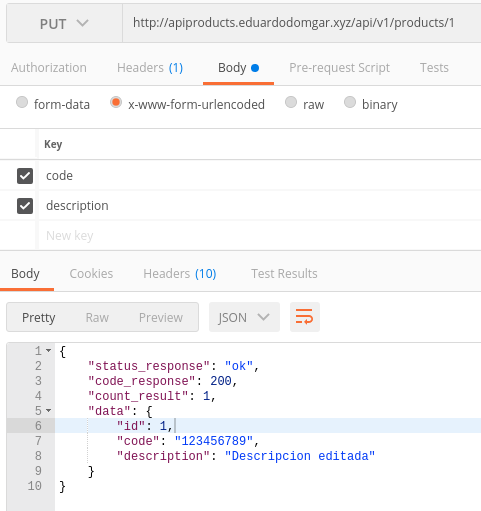 PUT http://apiproducts.eduardodomgar.xyz/api/v1/products/1
Authorization Headers (1) Body Pre-request Script Tests
form-data x-www-form-urlencoded raw binary
Key
code
description
New key
Body Cookies Headers (10) Test Results
Pretty Raw Preview JSON
1 {
2 "status_response": "ok",
3 "code_response": 200,
4 "count_result": 1,
5 "data": {
6 "id": 1,
7 "code": "123456789",
8 "description": "Descripcion editada"
9 }
10 }